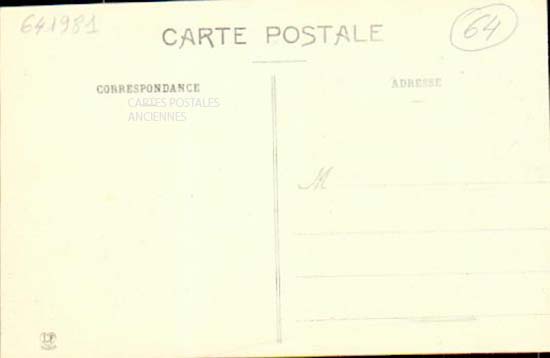 641981
64
CARTE POSTALE
CORRESPONDANCE
ADRESSE
CARTES POSTALES
ANCIENNES
M